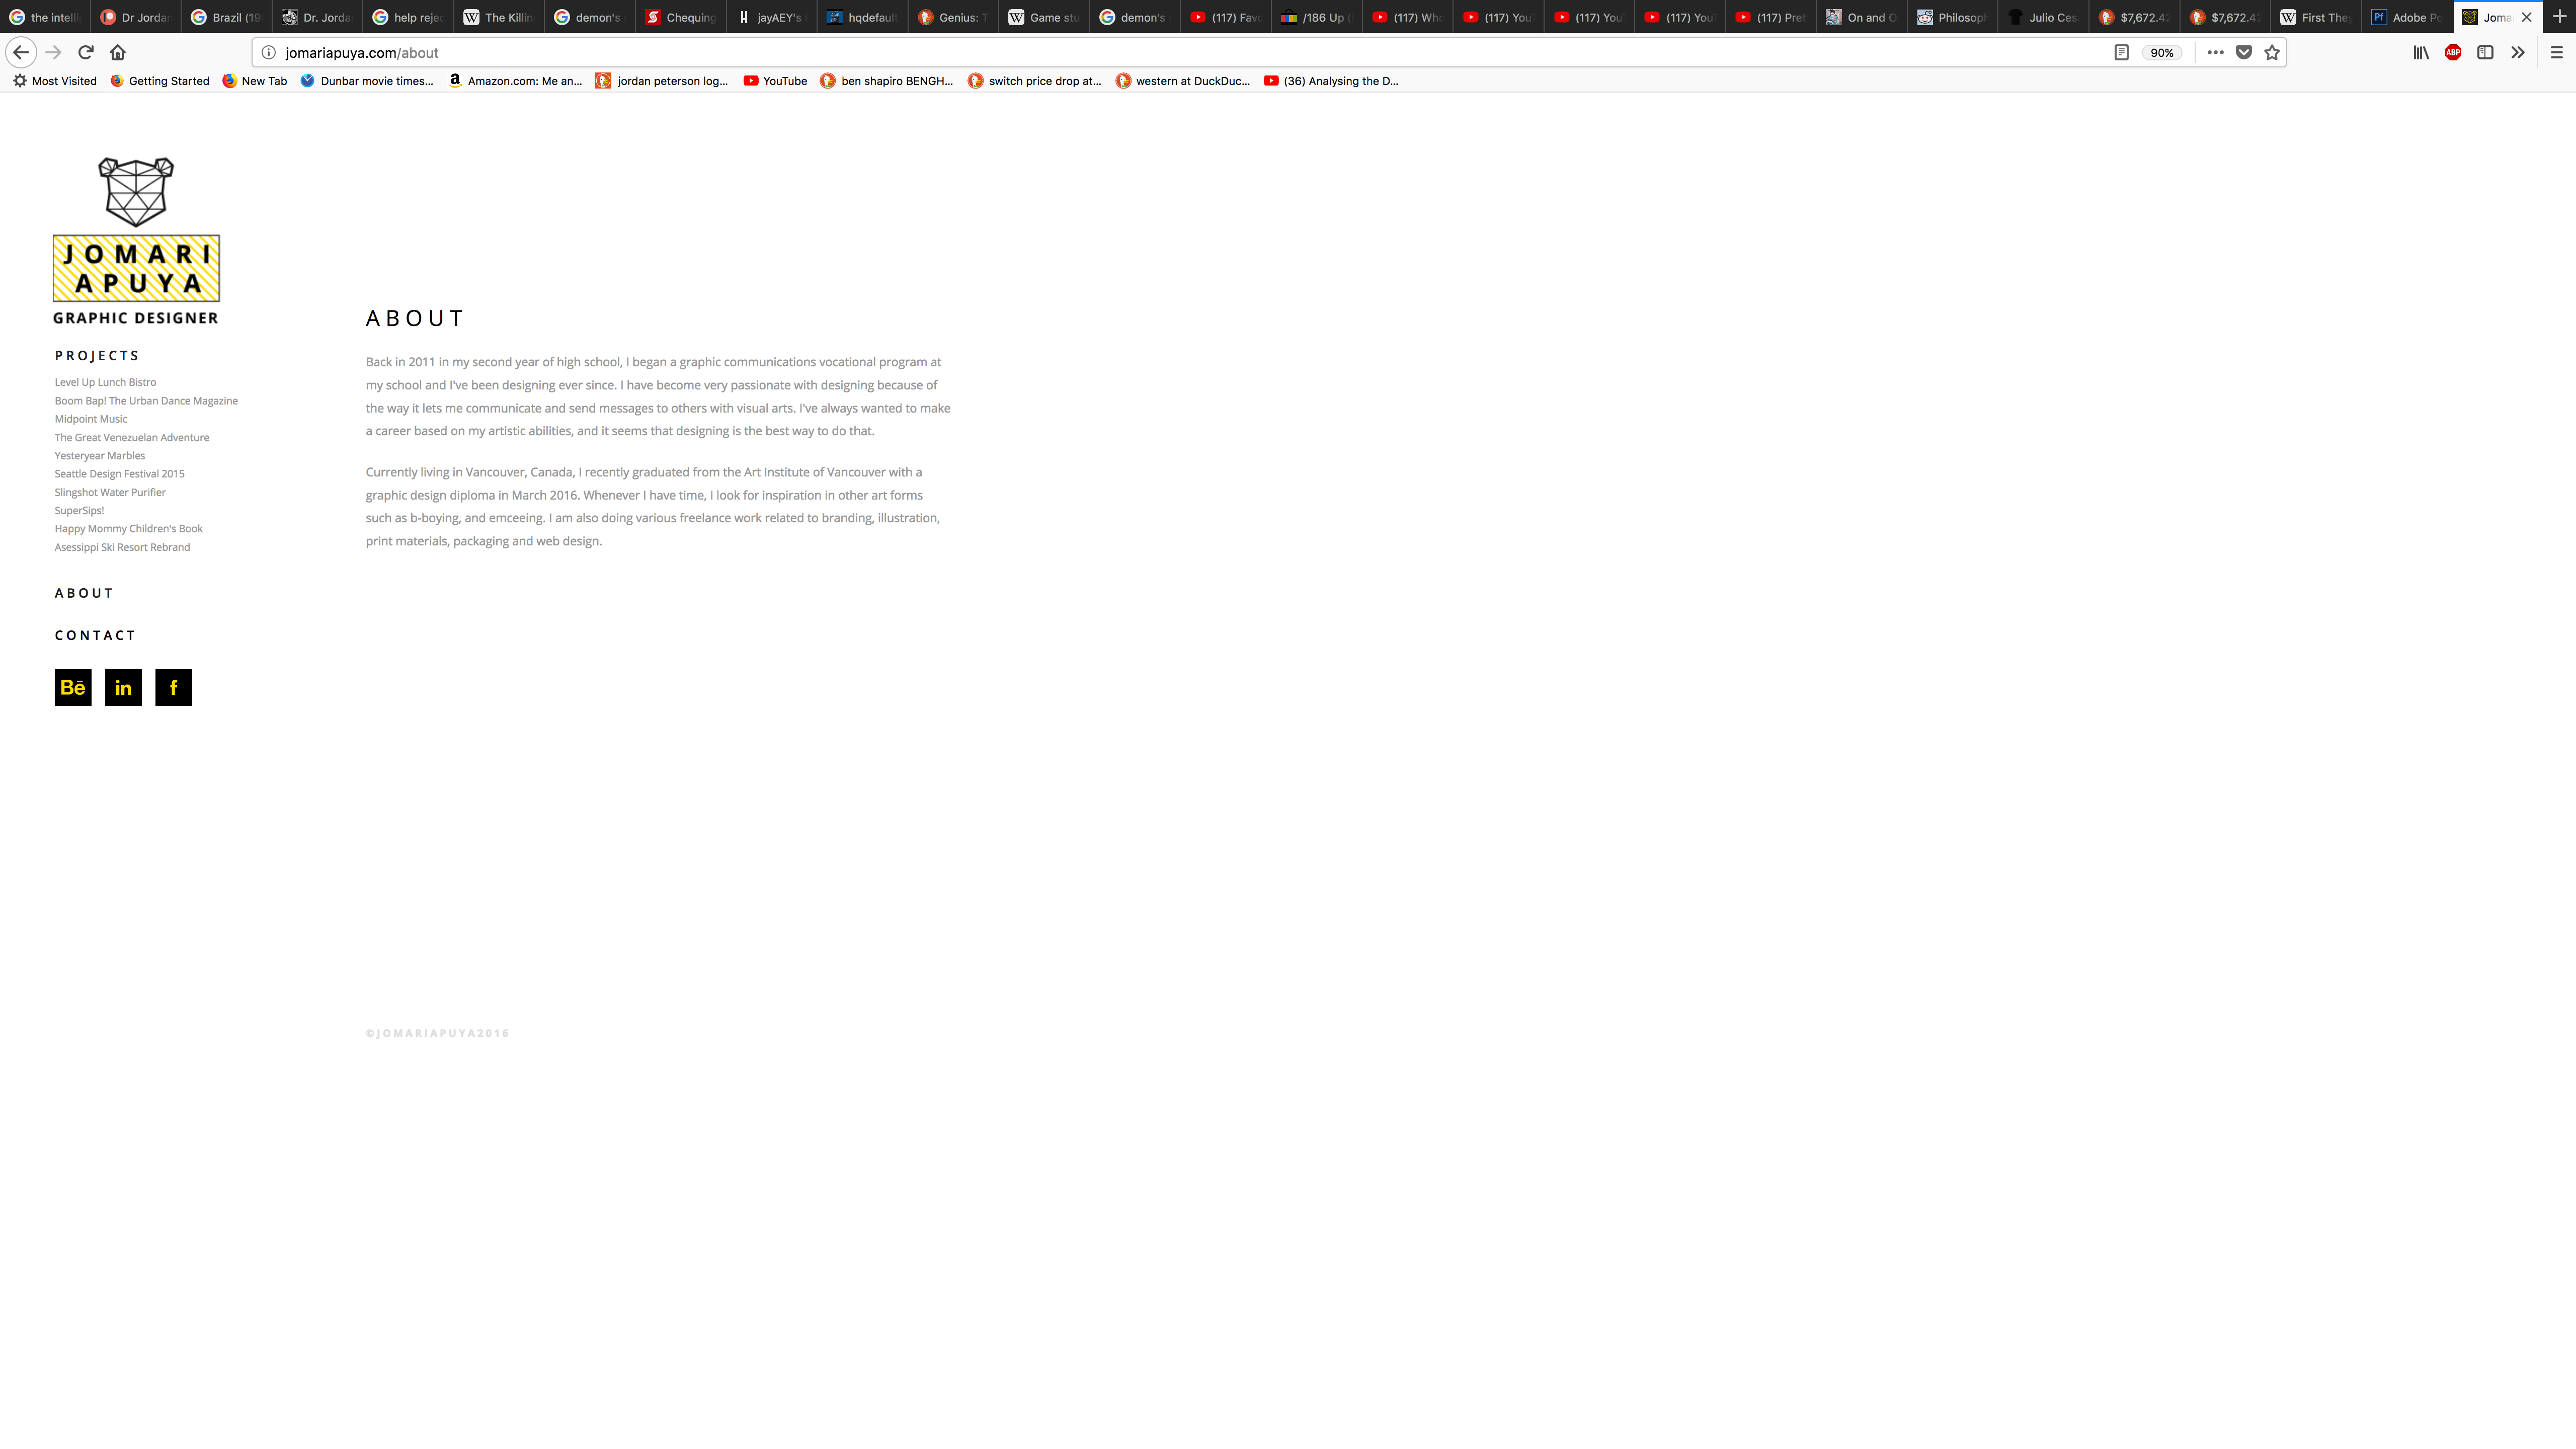 the intelli
Dr Jordan
Brazil (19
Dr. Jorda
help rejec
The Killin
demon's
Chequing
jayAEY's
hqdefault
Genius: T
Game stu
demon's
(117) Favo
/186 Up (
(117) Who
(117) You
(117) You
(117) You
(117) Pret
On and O
Philosoph
Julio Cesa
$7,672.42
$7,672.42
First They
Adobe Po
Joma
jomariapuya.com/about
90%
ABP
Most Visited
Getting Started
New Tab
Dunbar movie times...
Amazon.com: Me an...
jordan peterson log...
YouTube
ben shapiro BENGH...
switch price drop at...
western at DuckDuc...
(36) Analysing the D...
JOMARI
APUYA
GRAPHIC DESIGNER
PROJECTS
Level Up Lunch Bistro
Boom Bap! The Urban Dance Magazine
Midpoint Music
The Great Venezuelan Adventure
Yesteryear Marbles
Seattle Design Festival 2015
Slingshot Water Purifier
SuperSips!
Happy Mommy Children's Book
Asessippi Ski Resort Rebrand
ABOUT
CONTACT
Bē
in
f
ABOUT
Back in 2011 in my second year of high school, I began a graphic communications vocational program at
my school and I've been designing ever since. I have become very passionate with designing because of
the way it lets me communicate and send messages to others with visual arts. I've always wanted to make
a career based on my artistic abilities, and it seems that designing is the best way to do that.
Currently living in Vancouver, Canada, I recently graduated from the Art Institute of Vancouver with a
graphic design diploma in March 2016. Whenever I have time, I look for inspiration in other art forms
such as b-boying, and emceeing. I am also doing various freelance work related to branding, illustration,
print materials, packaging and web design.
©JOMARIAPUYA2016